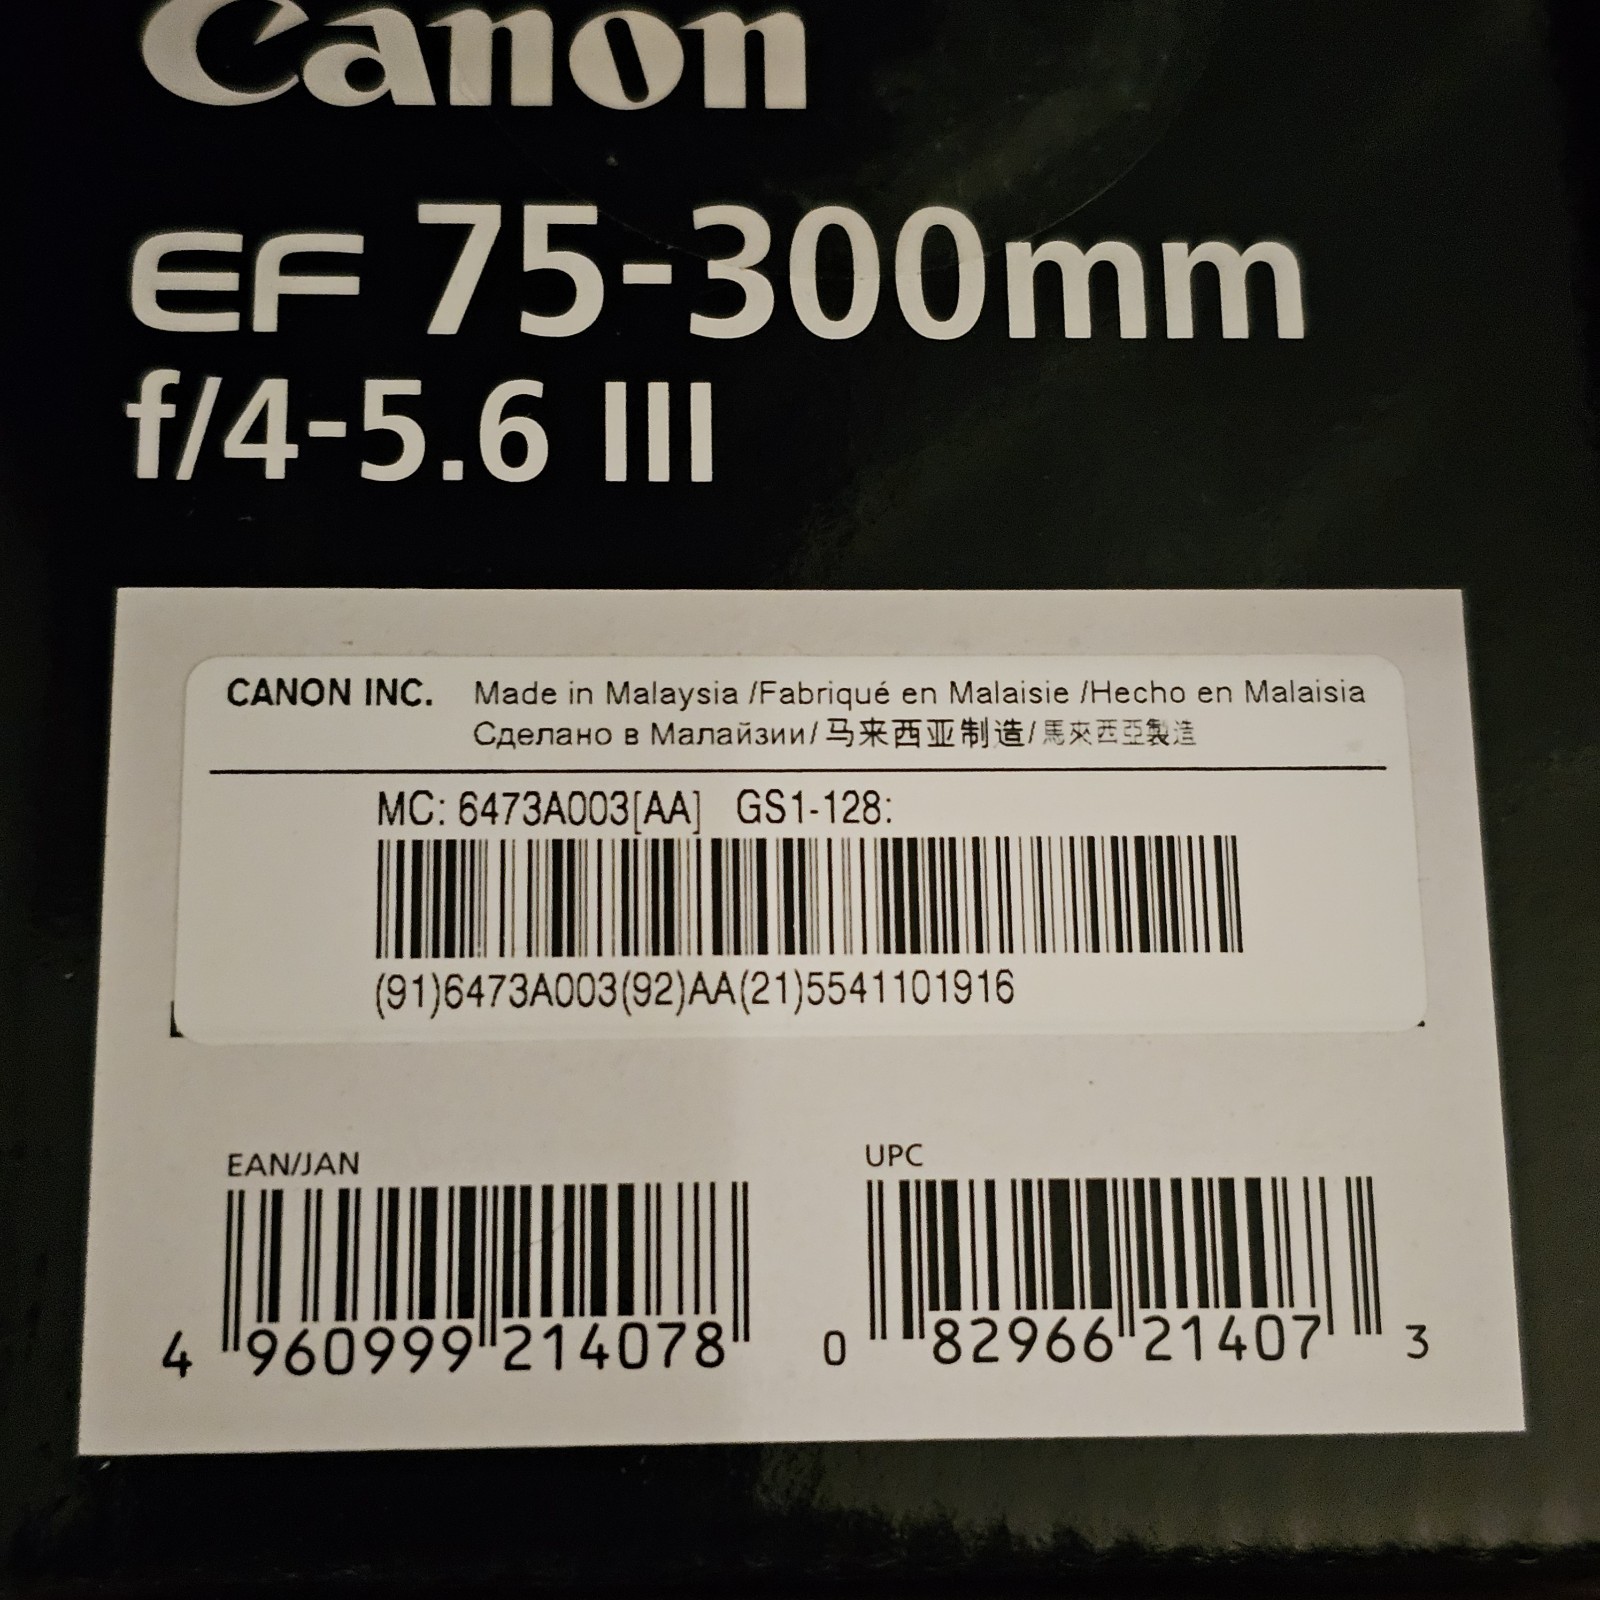 Canon
EF 75-300mm
f/4-5.6 III
CANON INC. Made in Malaysia /Fabriqué en Malaisie /Hecho en Malaisia
Сделано в Малайзии/马来西亚制造/馬來西亞製造
MC: 6473A003[AA] GS1-128:
(91)6473A003(92)AA(21)5541101916
EAN/JAN
4 960999 214078
UPC
0 82966 21407 3